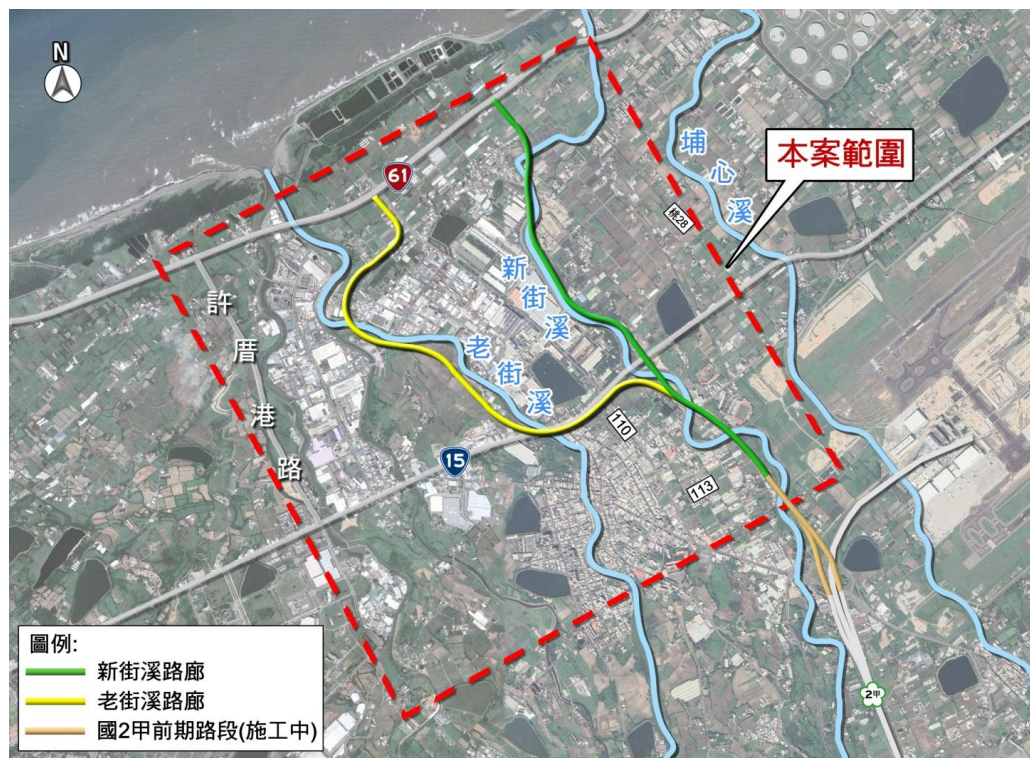 N
本案範圍
埔心溪
桃28
61
新街溪
許厝港路
老街溪
110
15
113
2甲
圖例:
新街溪路廊
老街溪路廊
國2甲前期路段(施工中)